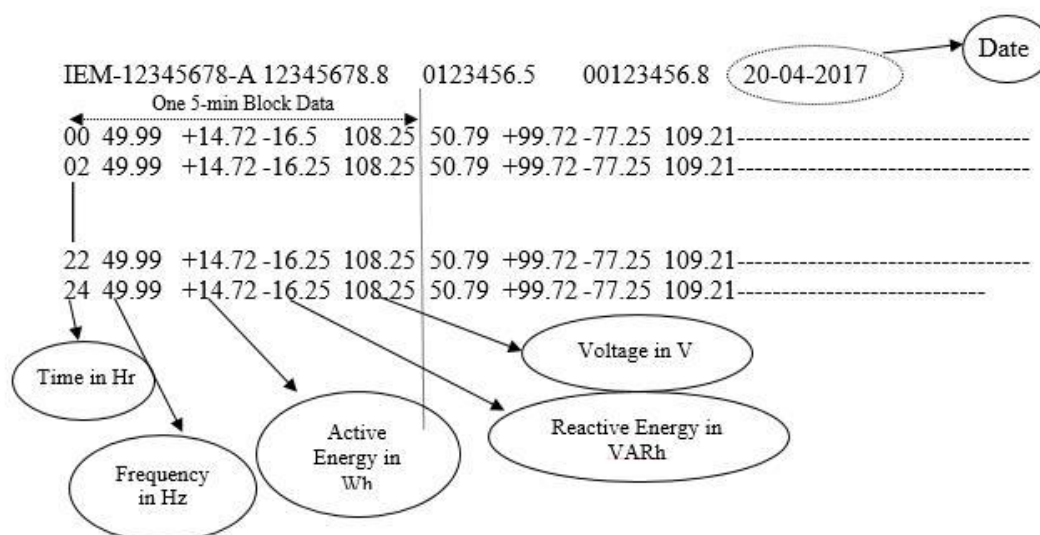 Date
IEM-12345678-A 12345678.8 0123456.5 00123456.8 20-04-2017
One 5-min Block Data
00 49.99 +14.72 -16.5 108.25 50.79 +99.72 -77.25 109.21------------------------------
02 49.99 +14.72 -16.25 108.25 50.79 +99.72 -77.25 109.21------------------------------
22 49.99 +14.72 -16.25 108.25 50.79 +99.72 -77.25 109.21------------------------------
24 49.99 +14.72 -16.25 108.25 50.79 +99.72 -77.25 109.21-------------------------
Time in Hr
Frequency
in Hz
Active
Energy in
Wh
Voltage in V
Reactive Energy in
VARh